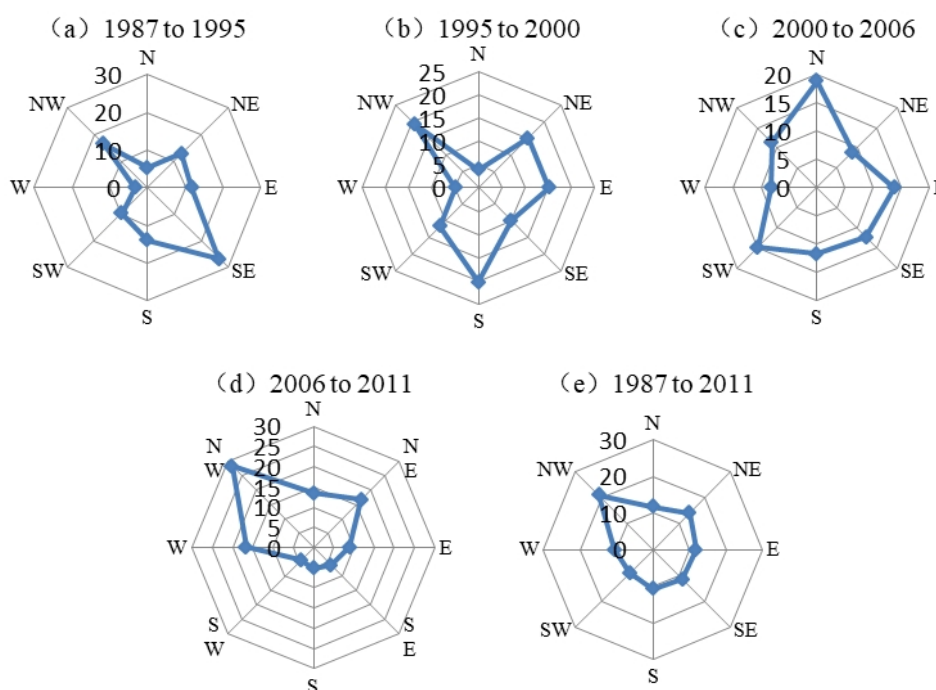 （a）1987 to 1995
N
30
NW
NE
20
10
W
0
E
SW
SE
S
（b）1995 to 2000
N
25
NW
20
NE
15
10
5
W
0
E
SW
SE
S
（c）2000 to 2006
N
20
NW
15
NE
10
5
W
0
SW
SE
S
（d）2006 to 2011
N
30
N
W
25
N
E
20
15
10
5
W
0
E
S
W
S
E
S
（e）1987 to 2011
N
30
NW
NE
20
10
W
0
E
SW
SE
S